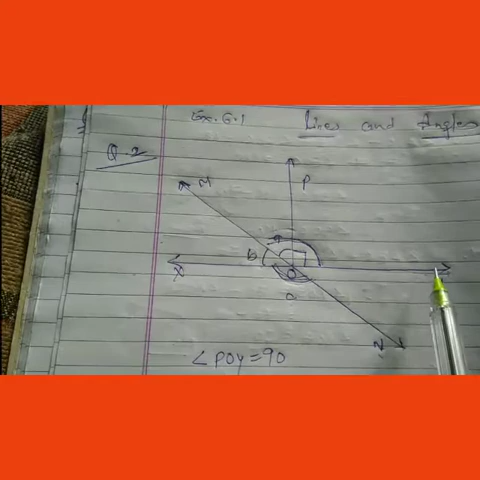 Ex. 6.1 Lines and Angles
Q-2
M
P
a
b
X
O
N
∠POY=90